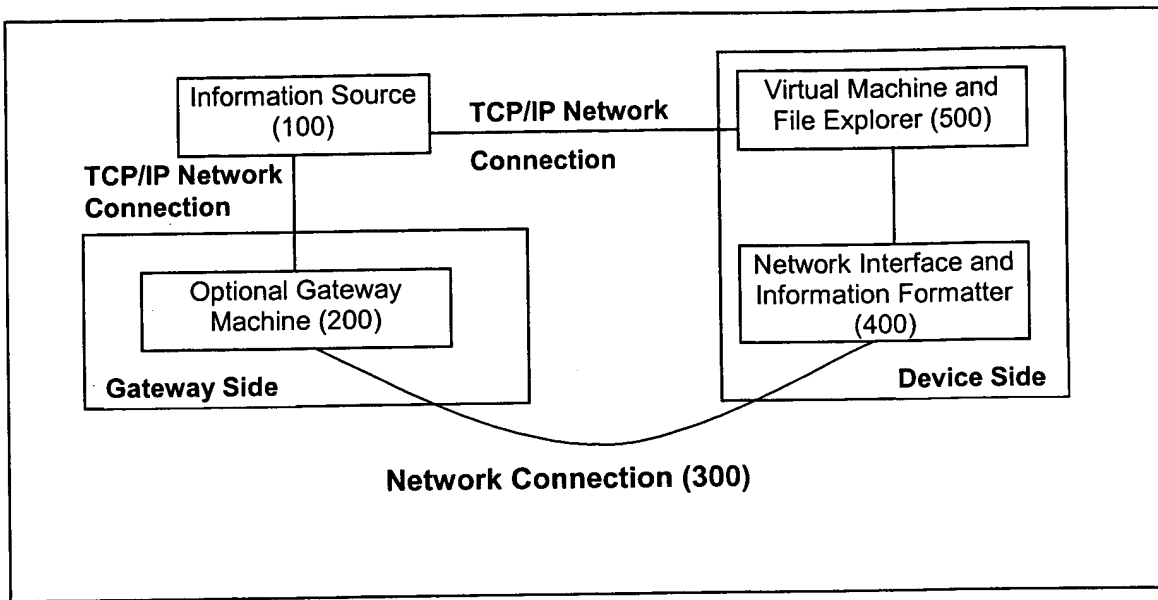 Information Source
(100)
TCP/IP Network
Connection
Virtual Machine and
File Explorer (500)
TCP/IP Network
Connection
Optional Gateway
Machine (200)
Gateway Side
Network Interface and
Information Formatter
(400)
Device Side
Network Connection (300)